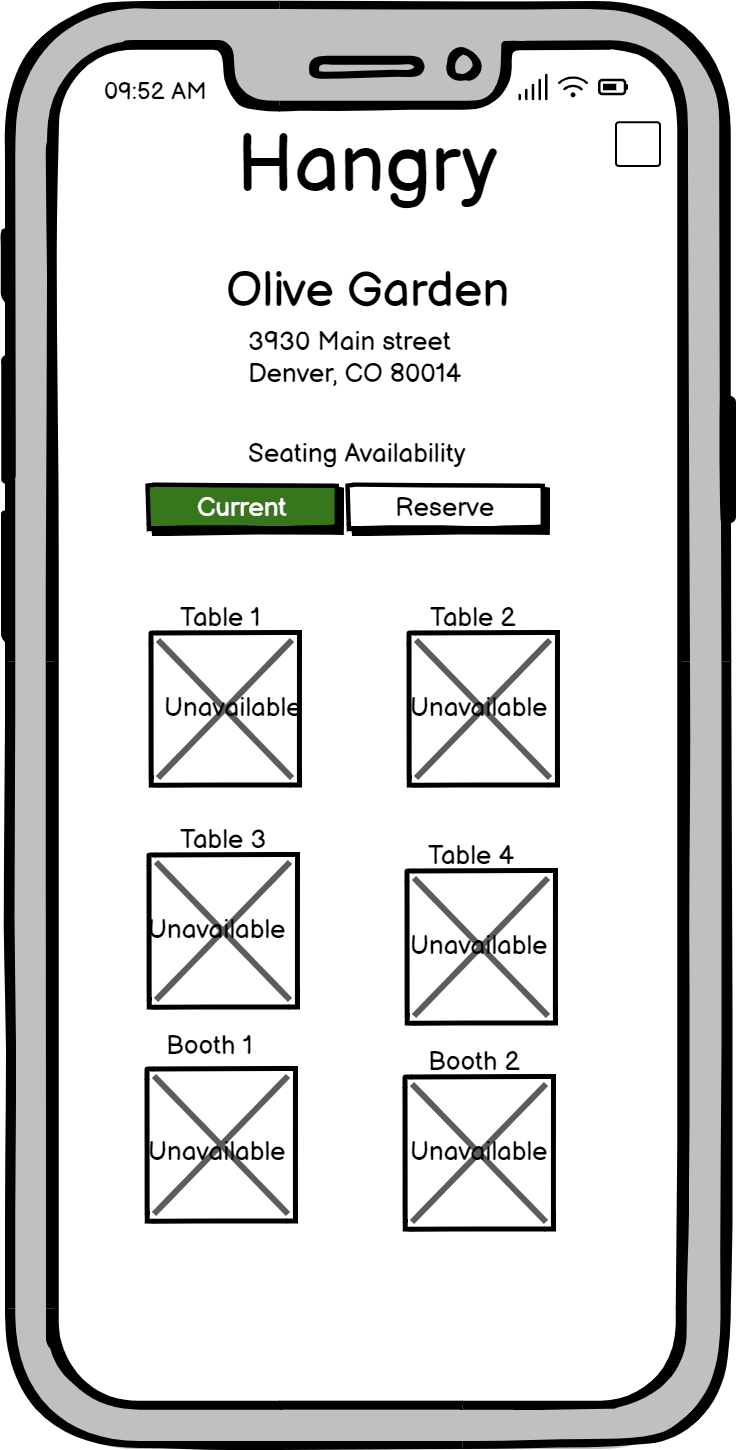 09:52 AM
Hangry
Olive Garden
3930 Main street
Denver, CO 80014
Seating Availability
Current Reserve
Table 1 Table 2
Unavailable Unavailable
Table 3 Table 4
Unavailable Unavailable
Booth 1 Booth 2
Unavailable Unavailable